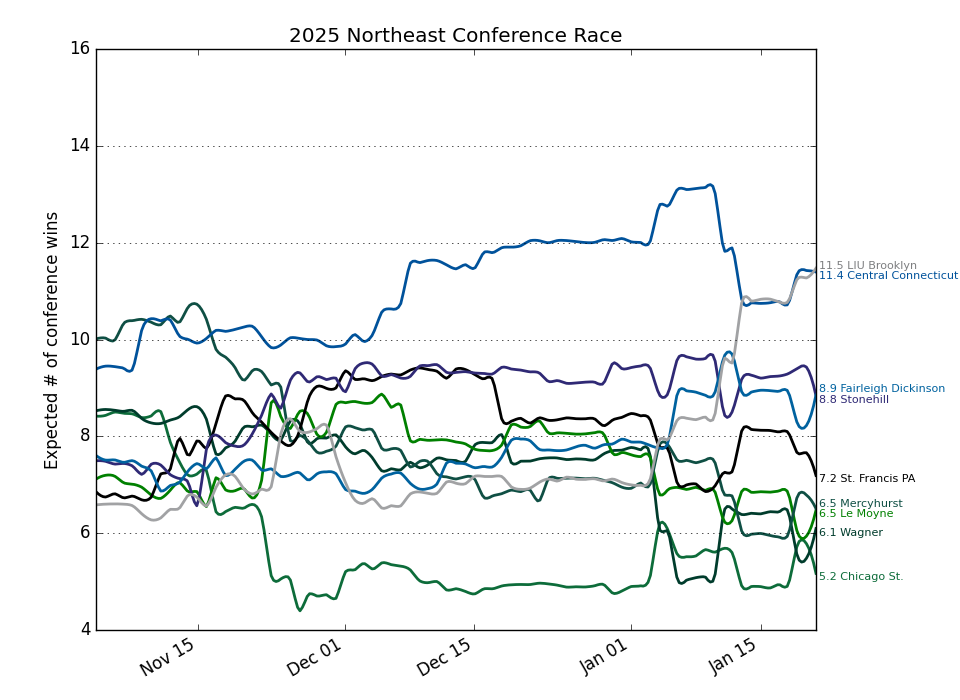 2025 Northeast Conference Race
Expected # of conference wins
16
14
12
10
8
6
4
11.5 LIU Brooklyn
11.4 Central Connecticut
8.9 Fairleigh Dickinson
8.8 Stonehill
7.2 St. Francis PA
6.5 Mercyhurst
6.5 Le Moyne
6.1 Wagner
5.2 Chicago St.
Nov 15
Dec 01
Dec 15
Jan 01
Jan 15